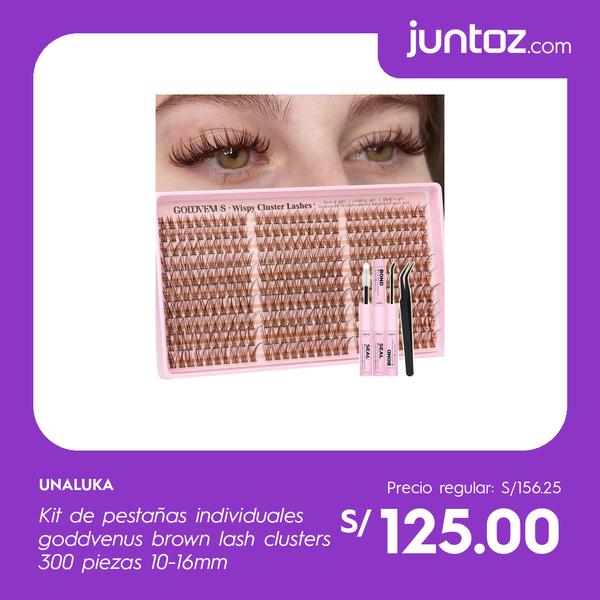 juntoz.com
GODDVENUS · Wispy Cluster Lashes ·
BOND
SEAL
SEAL
BOND
UNALUKA
Precio regular: S/156.25
Kit de pestañas individuales
goddvenus brown lash clusters
300 piezas 10-16mm
S/ 125.00